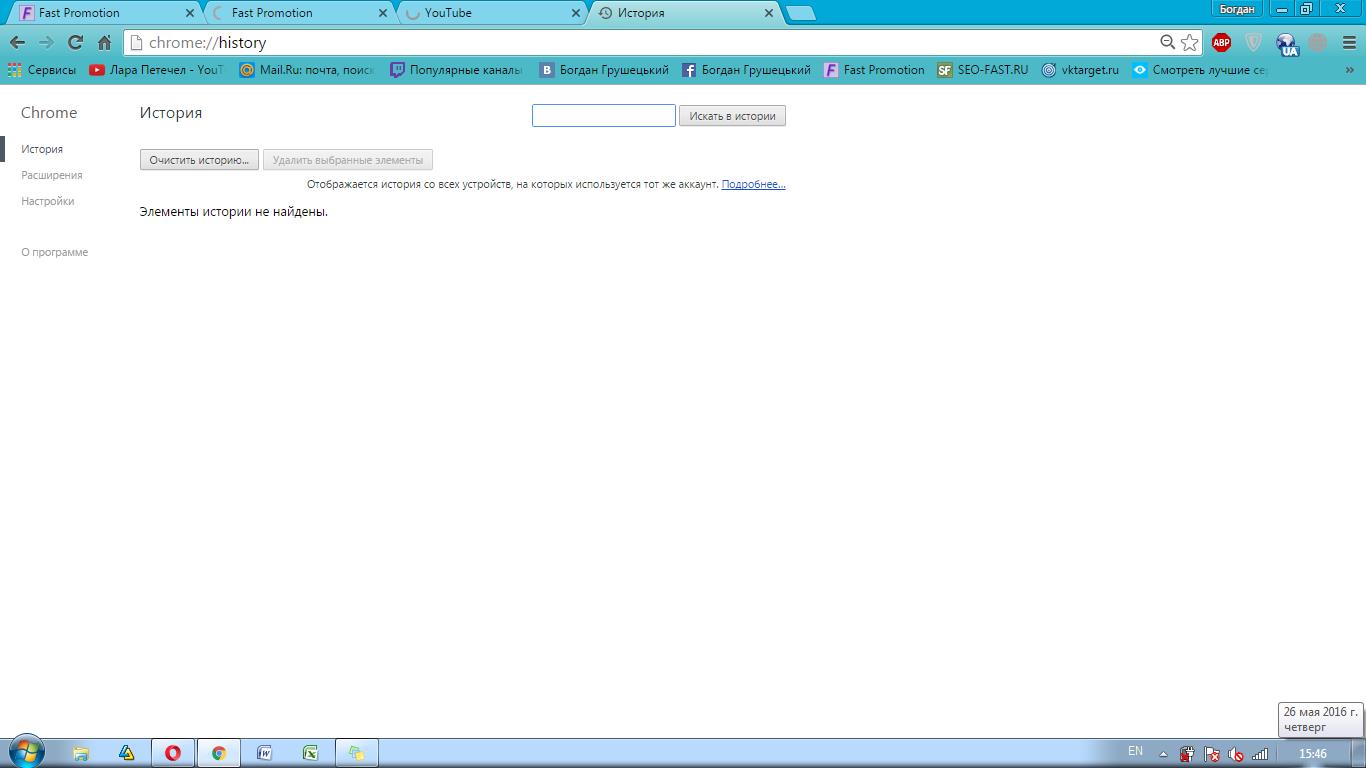 Fast Promotion
Fast Promotion
YouTube
История
Богдан
chrome://history
ABP
UA
Сервисы
Лара Петечел - YouT
Mail.Ru: почта, поиск
Популярные каналы
B Богдан Грушецький
f Богдан Грушецький
F Fast Promotion
SF SEO-FAST.RU
vktarget.ru
Смотреть лучшие сер
»
Chrome
История
Искать в истории
История
Расширения
Настройки
О программе
Очистить историю...
Удалить выбранные элементы
Отображается история со всех устройств, на которых используется тот же аккаунт. Подробнее...
Элементы истории не найдены.
26 мая 2016 г.
четверг
EN
15:46